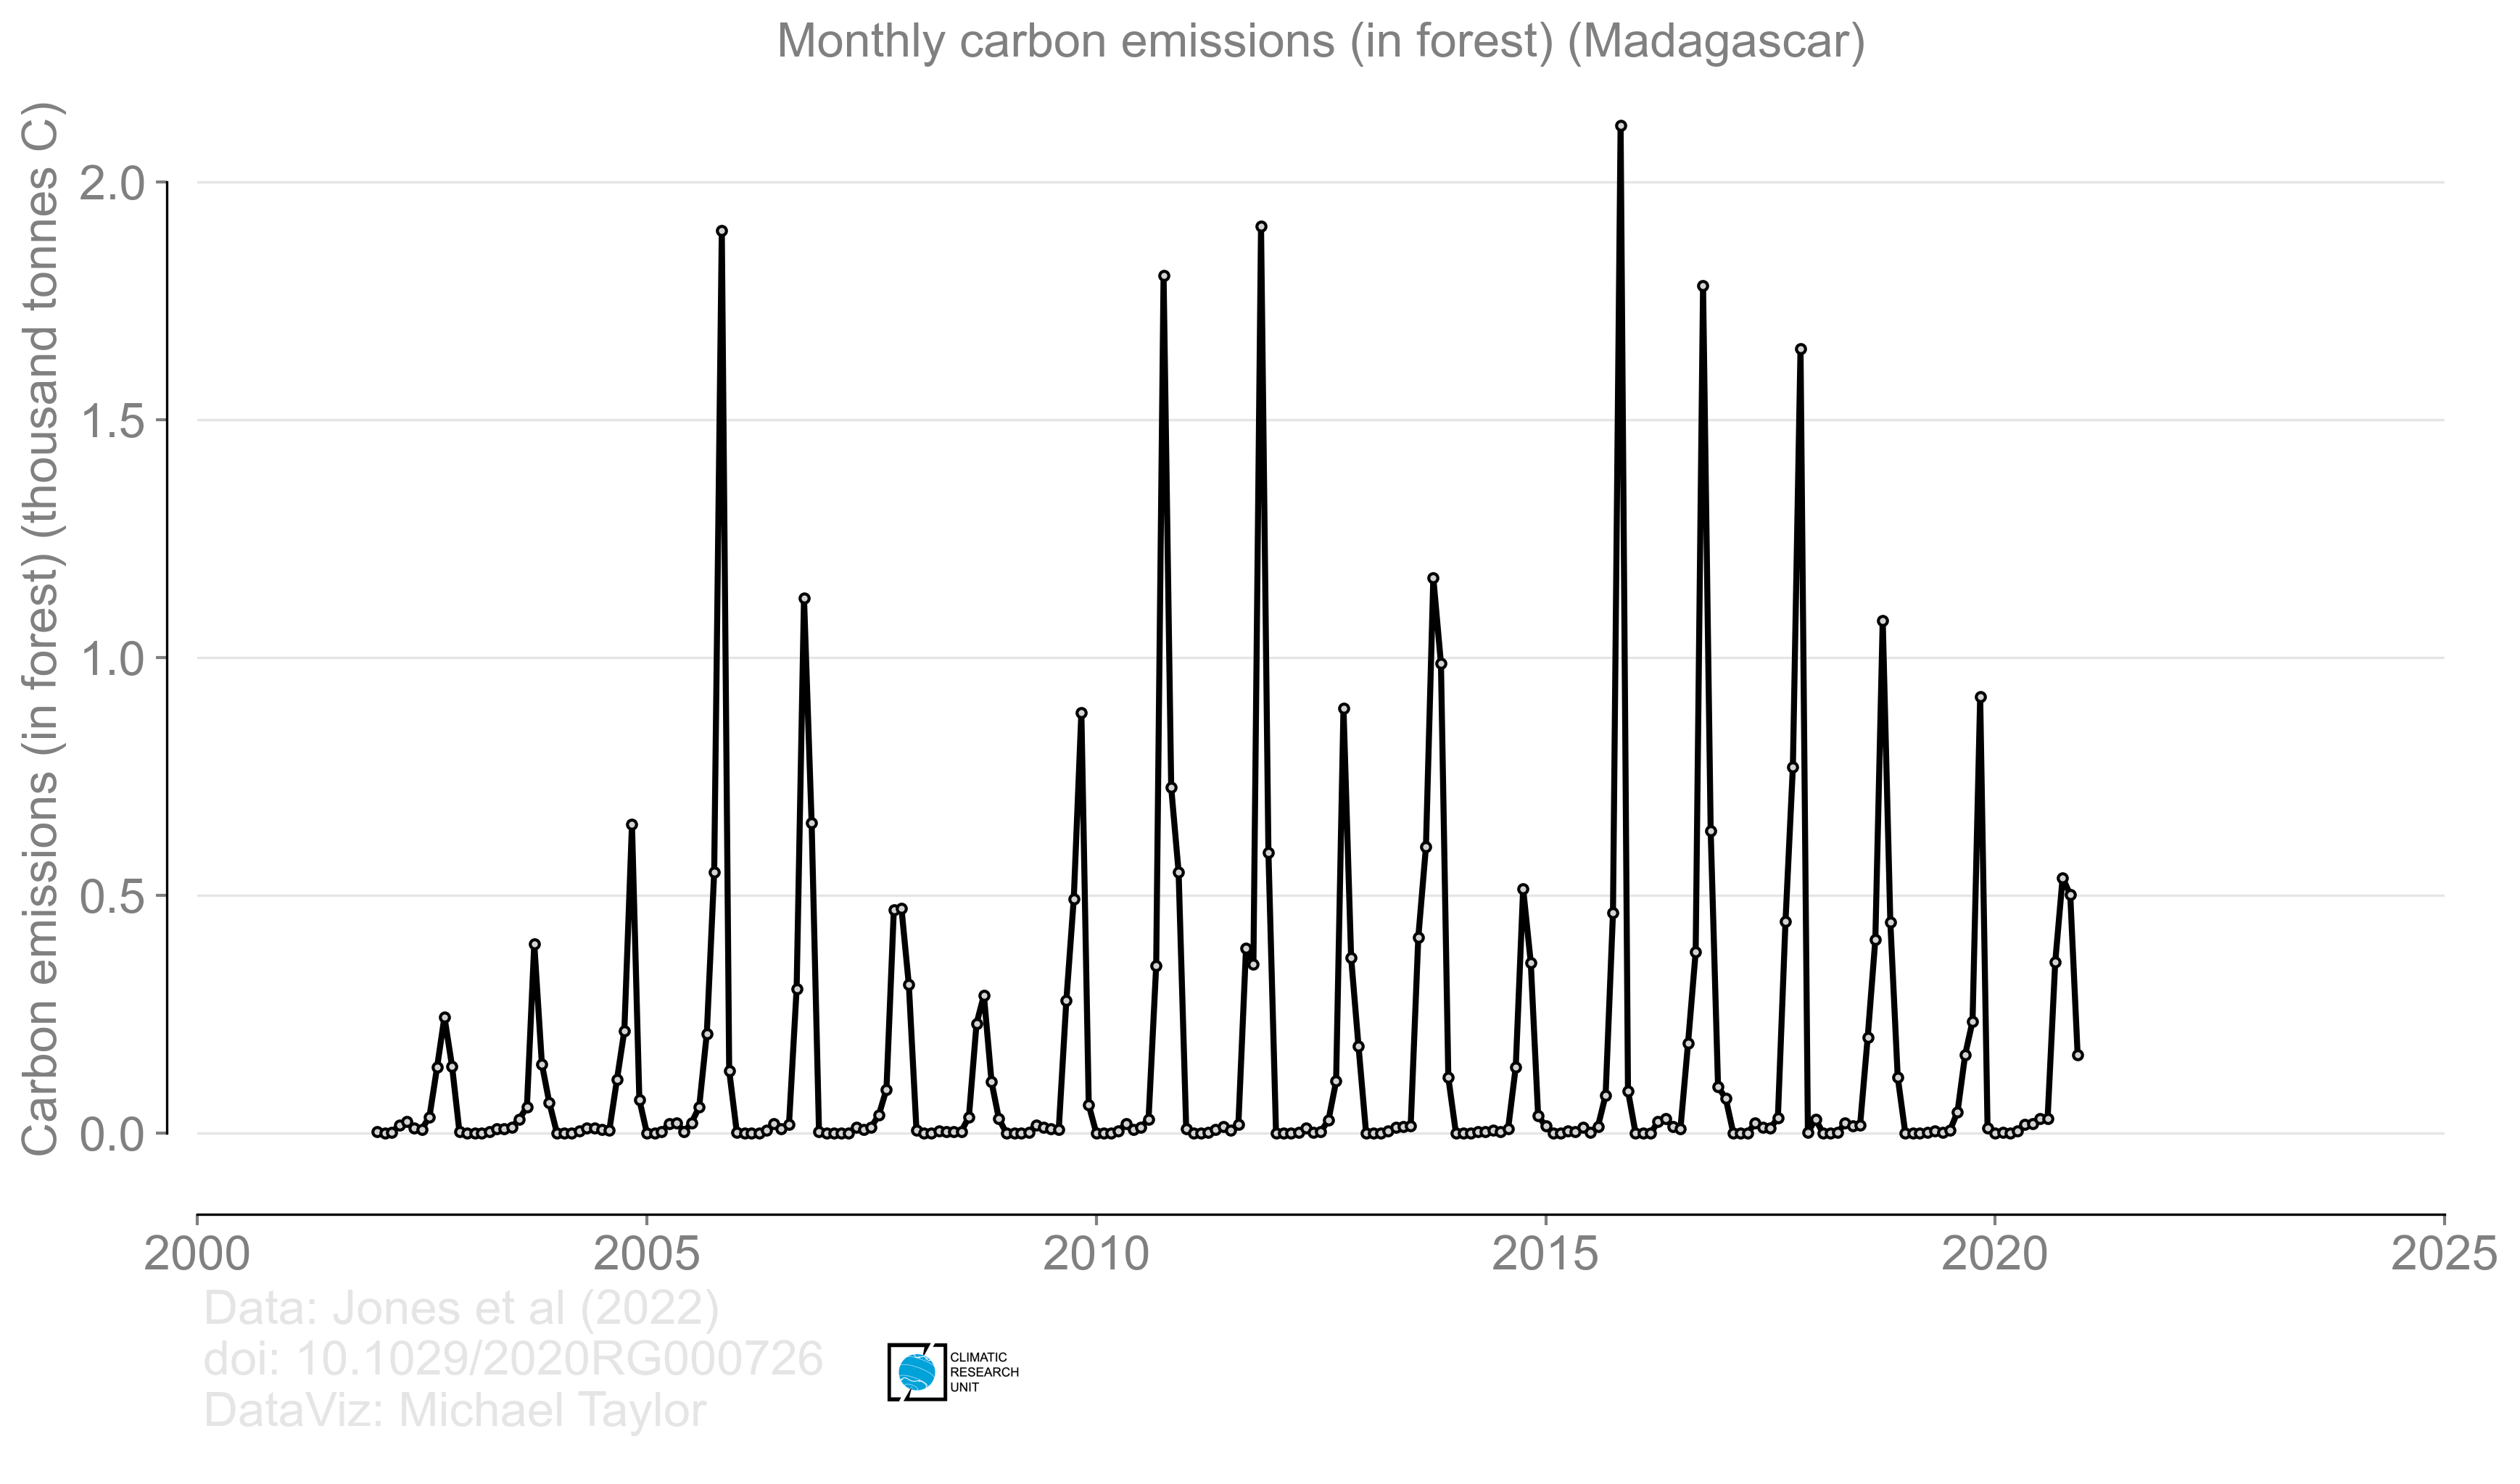 Monthly carbon emissions (in forest) (Madagascar)
Carbon emissions (in forest) (thousand tonnes C)
2.0
1.5
1.0
0.5
0.0
2000 2005 2010 2015 2020 2025
Data: Jones et al (2022)
doi: 10.1029/2020RG000726
DataViz: Michael Taylor
CLIMATIC
RESEARCH
UNIT